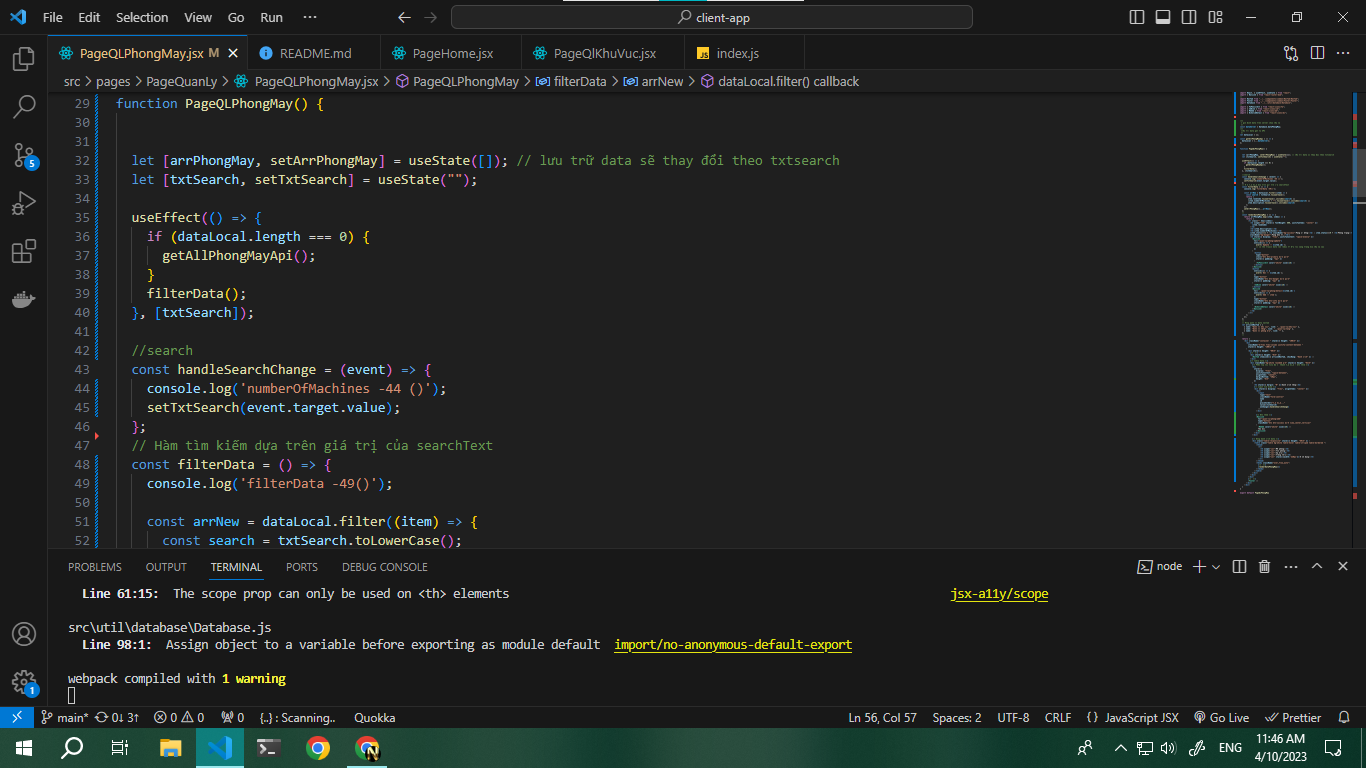 File Edit Selection View Go Run ··· client-app
PageQLPhongMay.jsx M README.md PageHome.jsx PageQlKhuVuc.jsx JS index.js
src > pages > PageQuanLy > PageQLPhongMay.jsx > PageQLPhongMay > filterData > arrNew > dataLocal.filter() callback
29 function PageQLPhongMay() {
30
31
32 let [arrPhongMay, setArrPhongMay] = useState([]); // lưu trữ data sẽ thay đổi theo txtsearch
33 let [txtSearch, setTxtSearch] = useState("");
34
35 useEffect(() => {
36 if (dataLocal.length === 0) {
37 getAllPhongMayApi();
38 }
39 filterData();
40 }, [txtSearch]);
41
42 //search
43 const handleSearchChange = (event) => {
44 console.log('numberOfMachines -44 ()');
45 setTxtSearch(event.target.value);
46 };
47 // Hàm tìm kiếm dựa trên giá trị của searchText
48 const filterData = () => {
49 console.log('filterData -49()');
50
51 const arrNew = dataLocal.filter((item) => {
52 const search = txtSearch.toLowerCase();
PROBLEMS OUTPUT TERMINAL PORTS DEBUG CONSOLE node
Line 61:15: The scope prop can only be used on <th> elements jsx-a11y/scope
src\util\database\Database.js
Line 98:1: Assign object to a variable before exporting as module default import/no-anonymous-default-export
webpack compiled with 1 warning
5
1
main* 0↓ 3↑ 0 0 0 {..} : Scanning.. Quokka Ln 56, Col 57 Spaces: 2 UTF-8 CRLF {} JavaScript JSX Go Live Prettier
ENG 11:46 AM
4/10/2023